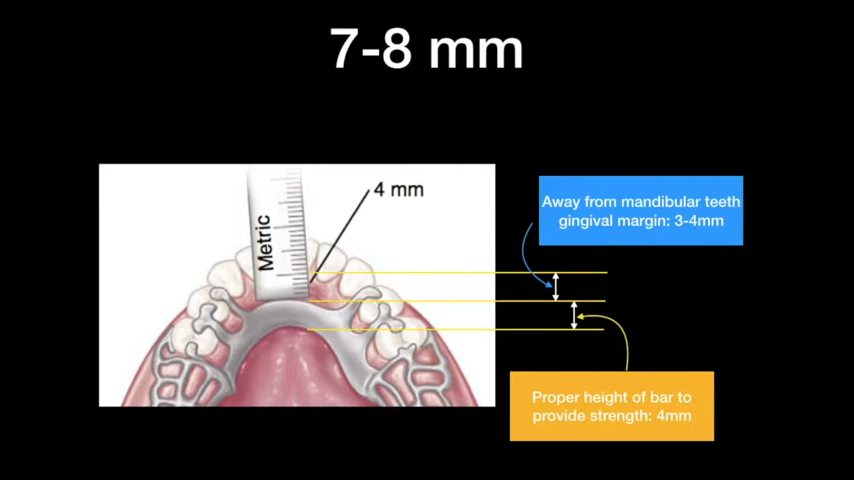 7-8 mm
4 mm
Metric
Away from mandibular teeth
gingival margin: 3-4mm
Proper height of bar to
provide strength: 4mm